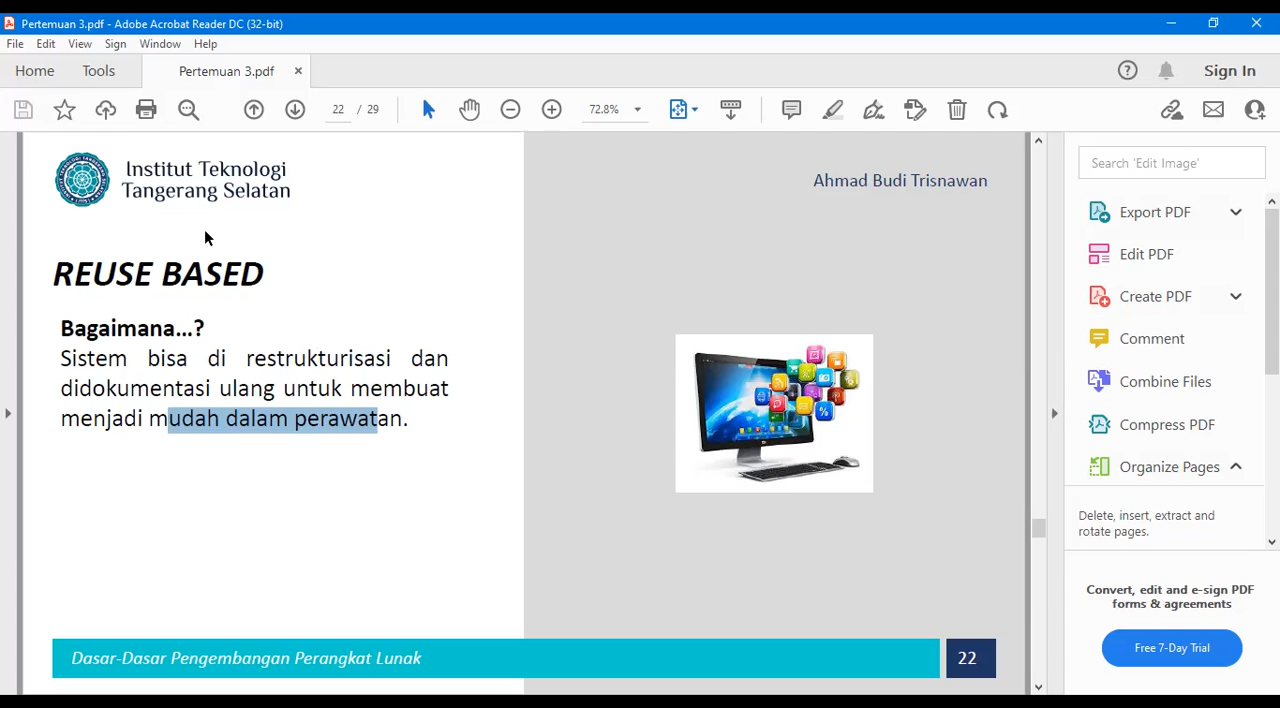 Pertemuan 3.pdf - Adobe Acrobat Reader DC (32-bit)
File Edit View Sign Window Help
Home Tools Pertemuan 3.pdf × Sign In
22 / 29 72.8%
Institut Teknologi
Tangerang Selatan
Ahmad Budi Trisnawan
REUSE BASED
Bagaimana...?
Sistem bisa di restrukturisasi dan
didokumentasi ulang untuk membuat
menjadi mudah dalam perawatan.
Dasar-Dasar Pengembangan Perangkat Lunak 22
Search 'Edit Image'
Export PDF
Edit PDF
Create PDF
Comment
Combine Files
Compress PDF
Organize Pages
Delete, insert, extract and
rotate pages.
Convert, edit and e-sign PDF
forms & agreements
Free 7-Day Trial